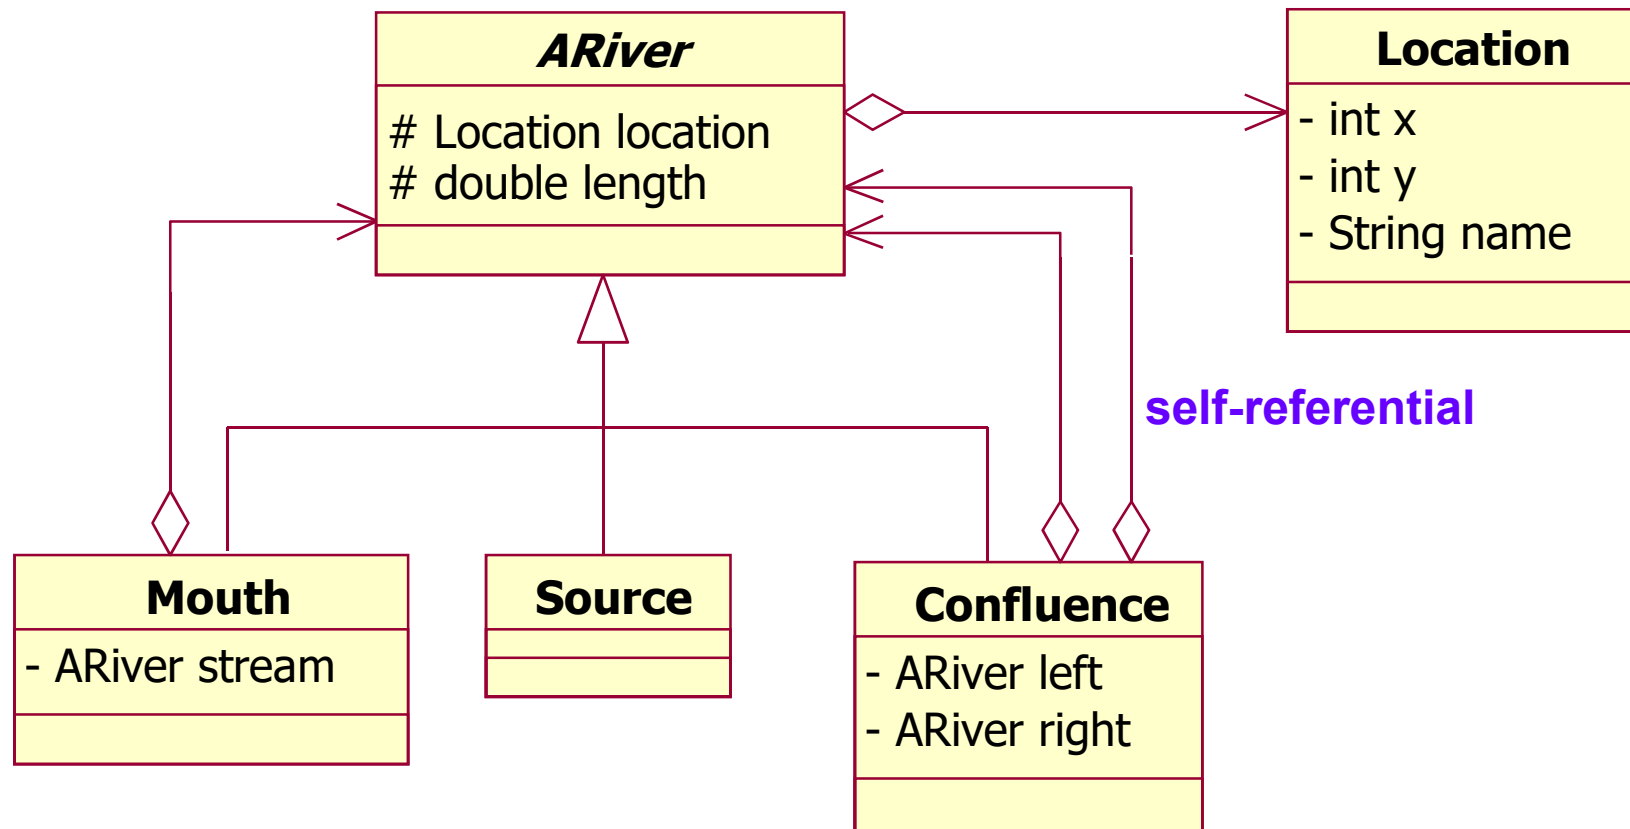 ARiver
# Location location
# double length
Location
- int x
- int y
- String name
self-referential
Mouth
- ARiver stream
Source
Confluence
- ARiver left
- ARiver right